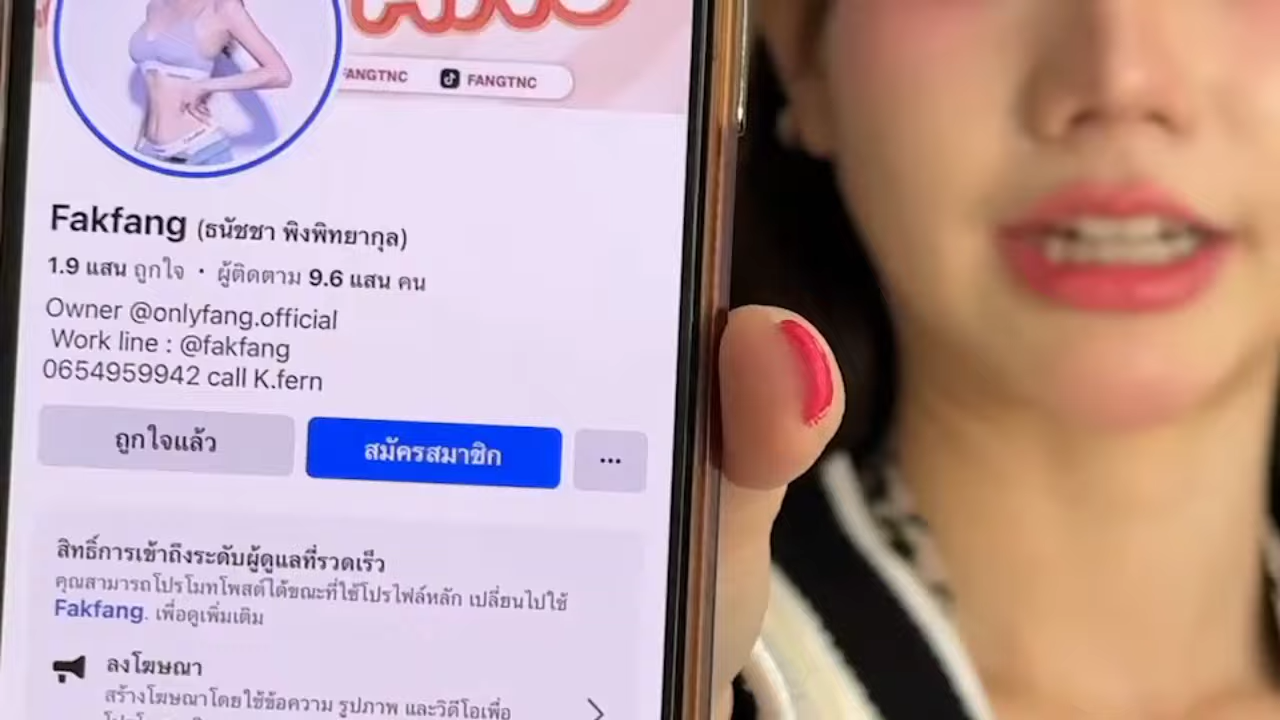 FANGTNC
FANGTNC
Fakfang (ธนัชชา พิงพิทยากุล)
1.9 แสน ถูกใจ · ผู้ติดตาม 9.6 แสน คน
Owner @onlyfang.official
Work line : @fakfang
0654959942 call K.fern
ถูกใจแล้ว
สมัครสมาชิก
สิทธิ์การเข้าถึงระดับผู้ดูแลที่รวดเร็ว
คุณสามารถโปรโมทโพสต์ได้ขณะที่ใช้โปรไฟล์หลัก เปลี่ยนไปใช้
Fakfang. เพื่อดูเพิ่มเติม
ลงโฆษณา
สร้างโฆษณาโดยใช้ข้อความ รูปภาพ และวิดีโอเพื่อ